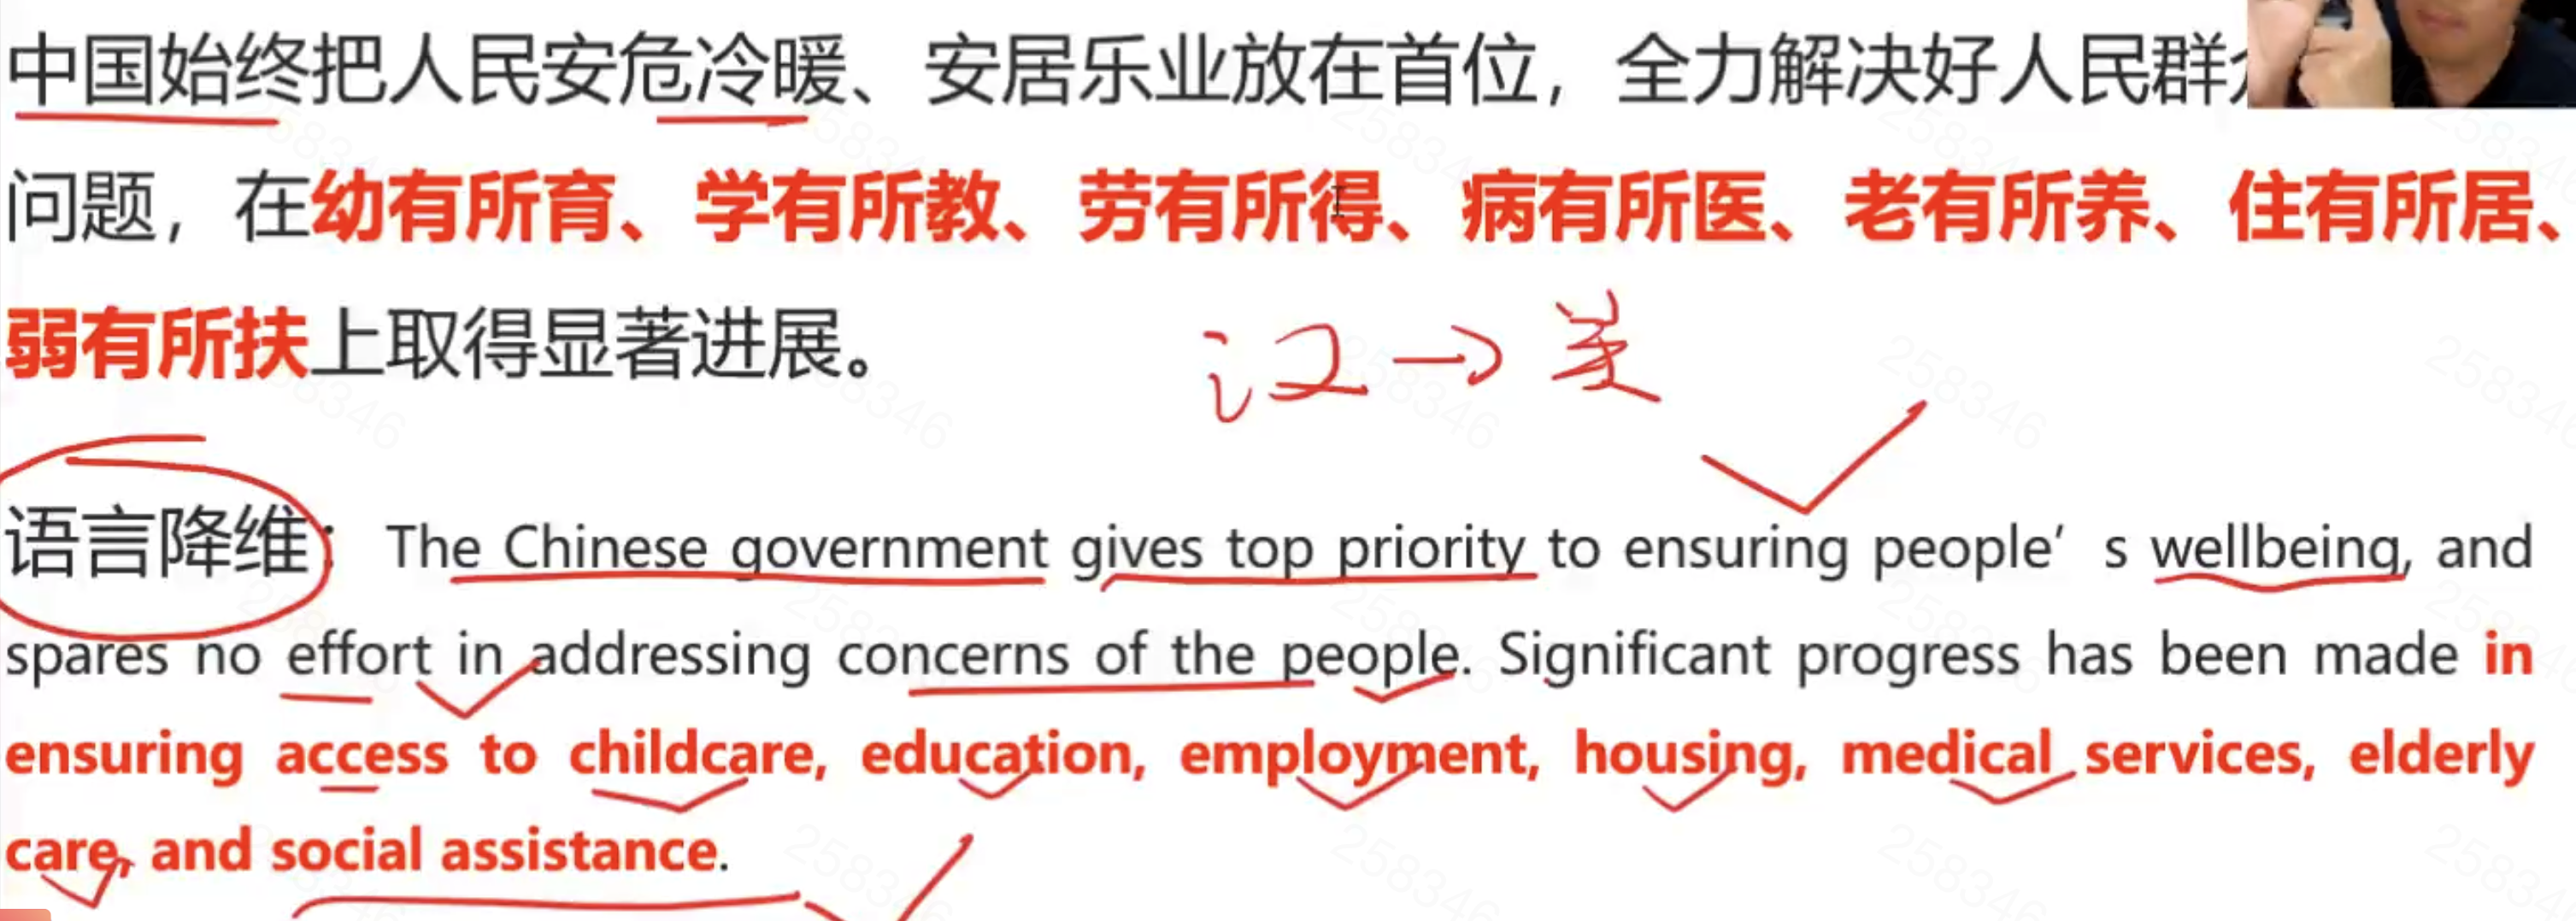 中国始终把人民安危冷暖、安居乐业放在首位，全力解决好人民群
问题，在幼有所育、学有所教、劳有所得、病有所医、老有所养、住有所居、
弱有所扶上取得显著进展。
汉→美
语言降维：The Chinese government gives top priority to ensuring people' s wellbeing, and
spares no effort in addressing concerns of the people. Significant progress has been made in
ensuring access to childcare, education, employment, housing, medical services, elderly
care, and social assistance.
258346